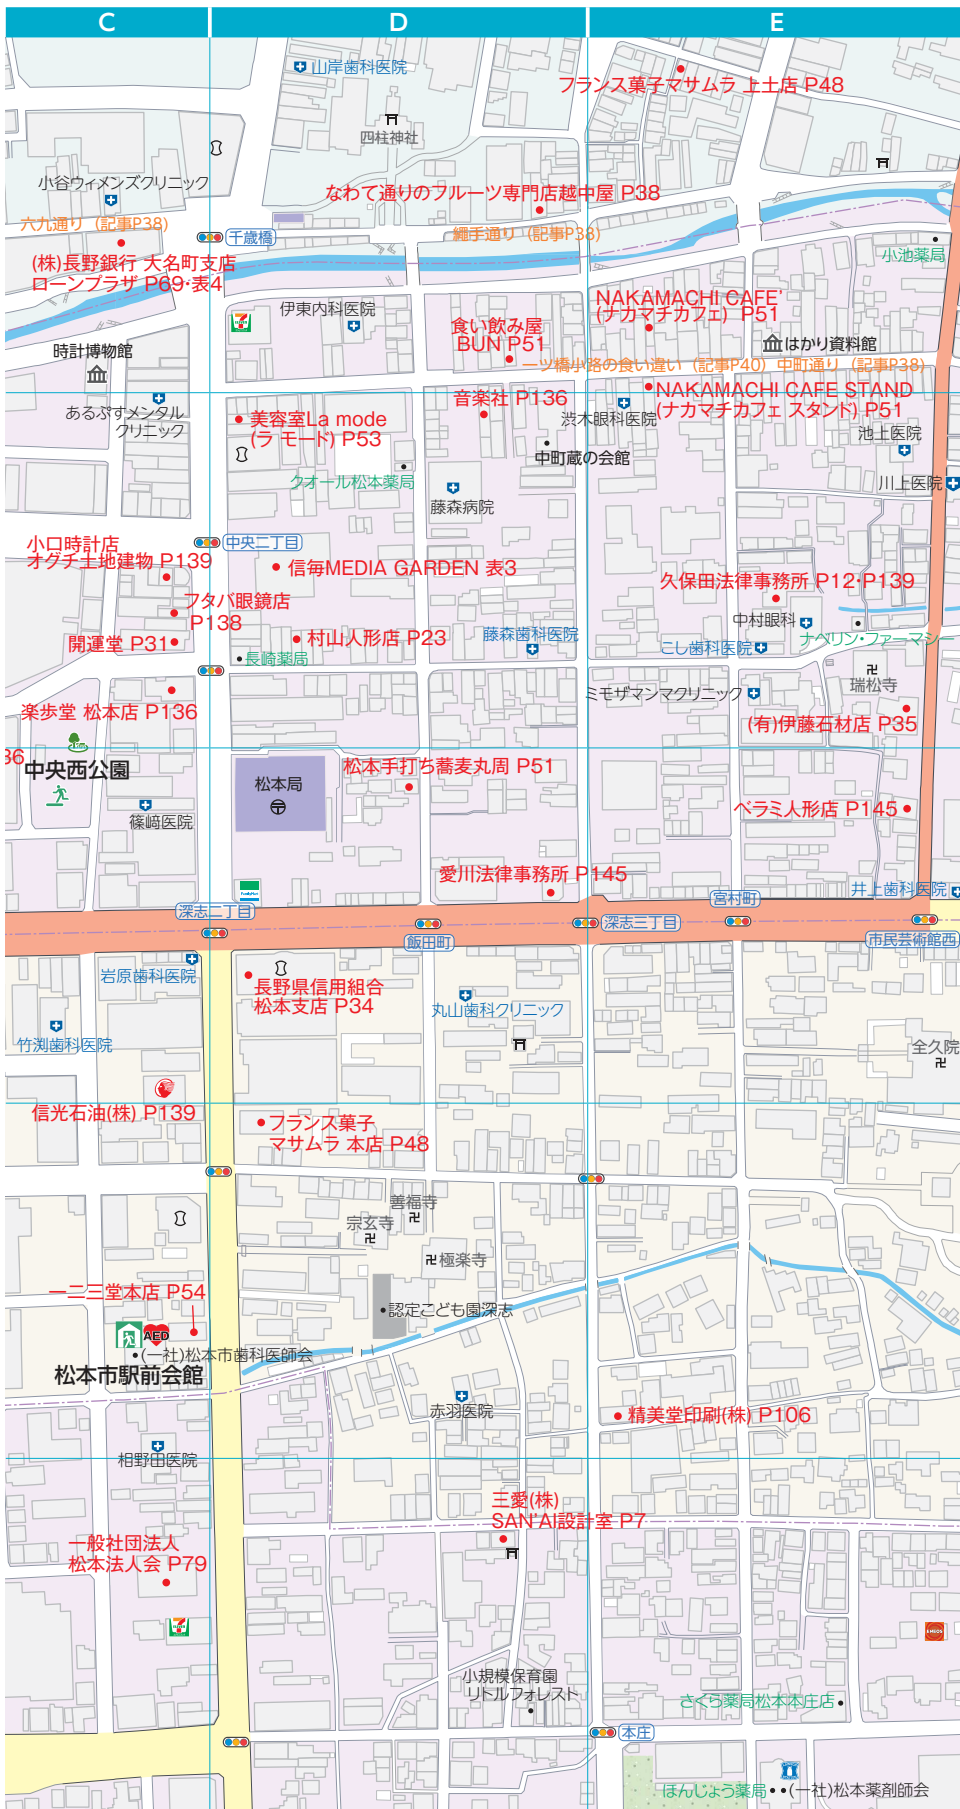 C D E
山岸歯科医院
フランス菓子マサムラ 上土店 P48
四柱神社
小谷ウィメンズクリニック
なわて通りのフルーツ専門店越中屋 P38
六九通り（記事P38）
縄手通り（記事P38）
千歳橋
小池薬局
(株)長野銀行 大名町支店
ローンプラザ P69・表4
伊東内科医院
NAKAMACHI CAFE'
(ナカマチカフェ) P51
食い飲み屋
BUN P51
はかり資料館
時計博物館
一ツ橋小路の食い違い（記事P40）
中町通り（記事P38）
NAKAMACHI CAFE STAND
(ナカマチカフェ スタンド) P51
音楽社 P136
あるぷすメンタル
クリニック
美容室La mode
(ラ モード) P53
渋木眼科医院
池上医院
中町蔵の会館
クオール松本薬局
川上医院
藤森病院
小口時計店
オグチ土地建物 P139
中央二丁目
信毎MEDIA GARDEN 表3
久保田法律事務所 P12・P139
フタバ眼鏡店
P138
中村眼科
開運堂 P31
村山人形店 P23
藤森歯科医院
ナベリン・ファーマシー
こし歯科医院
長崎薬局
瑞松寺
ミモザマンマクリニック
楽歩堂 松本店 P136
(有)伊藤石材店 P35
36
中央西公園
松本手打ち蕎麦丸周 P51
松本局
篠﨑医院
ベラミ人形店 P145
愛川法律事務所 P145
FamilyMart
井上歯科医院
宮村町
深志二丁目
深志三丁目
飯田町
市民芸術館西
岩原歯科医院
長野県信用組合
松本支店 P34
丸山歯科クリニック
竹渕歯科医院
全久院
信光石油(株) P139
フランス菓子
マサムラ 本店 P48
善福寺
宗玄寺
極楽寺
一二三堂本店 P54
認定こども園深志
AED
(一社)松本市歯科医師会
松本市駅前会館
赤羽医院
精美堂印刷(株) P106
相野田医院
三愛(株)
SAN'AI設計室 P7
一般社団法人
松本法人会 P79
ENEOS
小規模保育園
リトルフォレスト
さくら薬局松本本庄店
本庄
ほんじょう薬局
(一社)松本薬剤師会